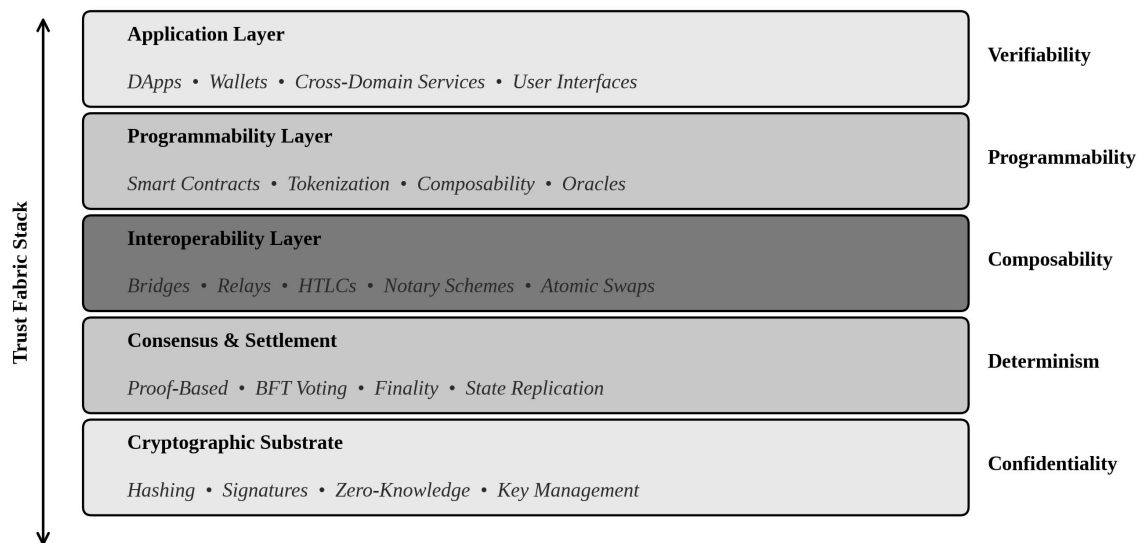 Application Layer
DApps • Wallets • Cross-Domain Services • User Interfaces
Verifiability
Programmability Layer
Smart Contracts • Tokenization • Composability • Oracles
Programmability
Interoperability Layer
Bridges • Relays • HTLCs • Notary Schemes • Atomic Swaps
Composability
Consensus & Settlement
Proof-Based • BFT Voting • Finality • State Replication
Determinism
Cryptographic Substrate
Hashing • Signatures • Zero-Knowledge • Key Management
Confidentiality
Trust Fabric Stack